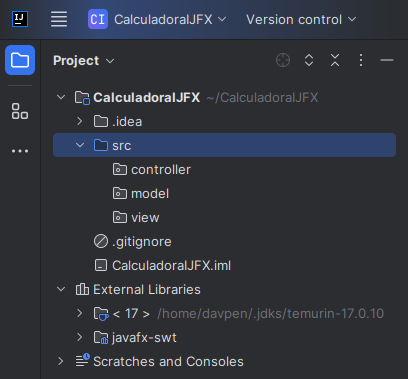 IJ CI CalculadoraIJFX Version control
Project
CalculadoraIJFX ~/CalculadoraIJFX
.idea
src
controller
model
view
.gitignore
CalculadoraIJFX.iml
External Libraries
< 17 > /home/davpen/.jdks/temurin-17.0.10
javafx-swt
Scratches and Consoles